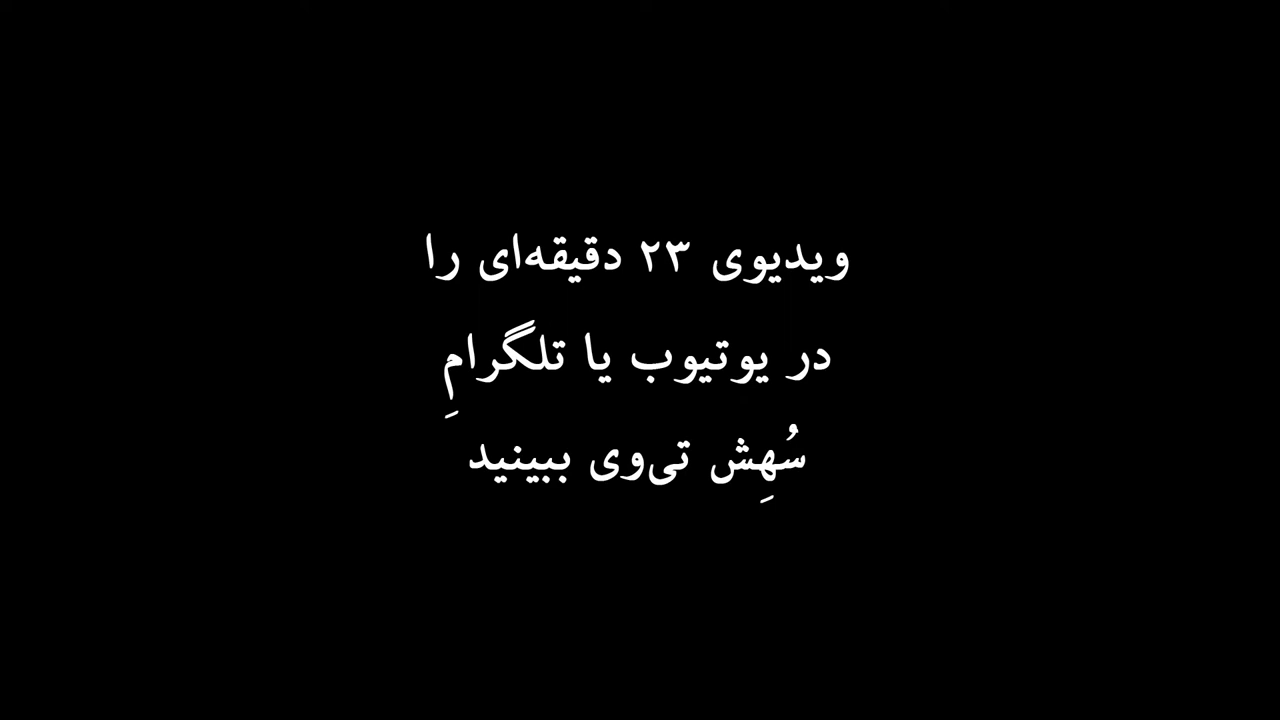 ویدیوی ۲۳ دقیقه‌ای را
در یوتیوب یا تلگرامِ
سُهِش تی‌وی ببینید